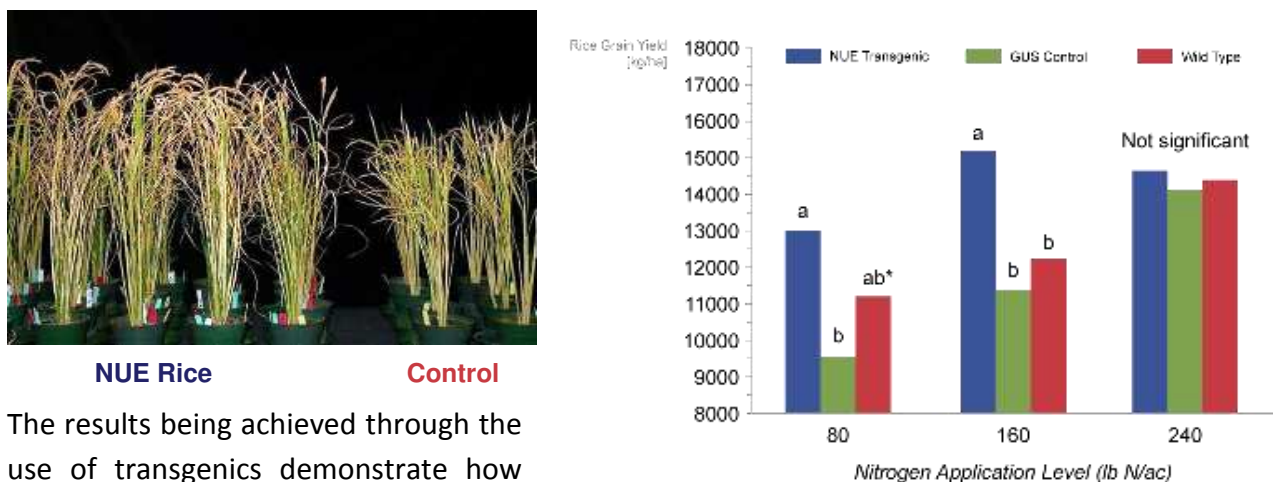 NUE Rice Control
The results being achieved through the
use of transgenics demonstrate how
Rice Grain Yield
[kg/ha]
NUE Transgenic GUS Control Wild Type
18000
17000
16000
15000
14000
13000
12000
11000
10000
9000
8000
a
b
ab*
a
b
b
Not significant
80 160 240
Nitrogen Application Level (lb N/ac)